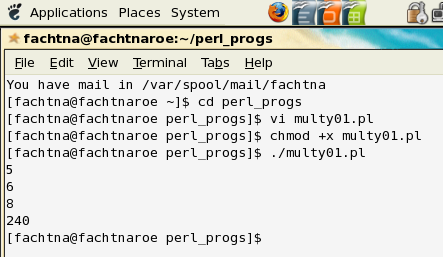 Applications Places System
fachtna@fachtnaroe:~/perl_progs
File Edit View Terminal Tabs Help
You have mail in /var/spool/mail/fachtna
[fachtna@fachtnaroe ~]$ cd perl_progs
[fachtna@fachtnaroe perl_progs]$ vi multy01.pl
[fachtna@fachtnaroe perl_progs]$ chmod +x multy01.pl
[fachtna@fachtnaroe perl_progs]$ ./multy01.pl
5
6
8
240
[fachtna@fachtnaroe perl_progs]$